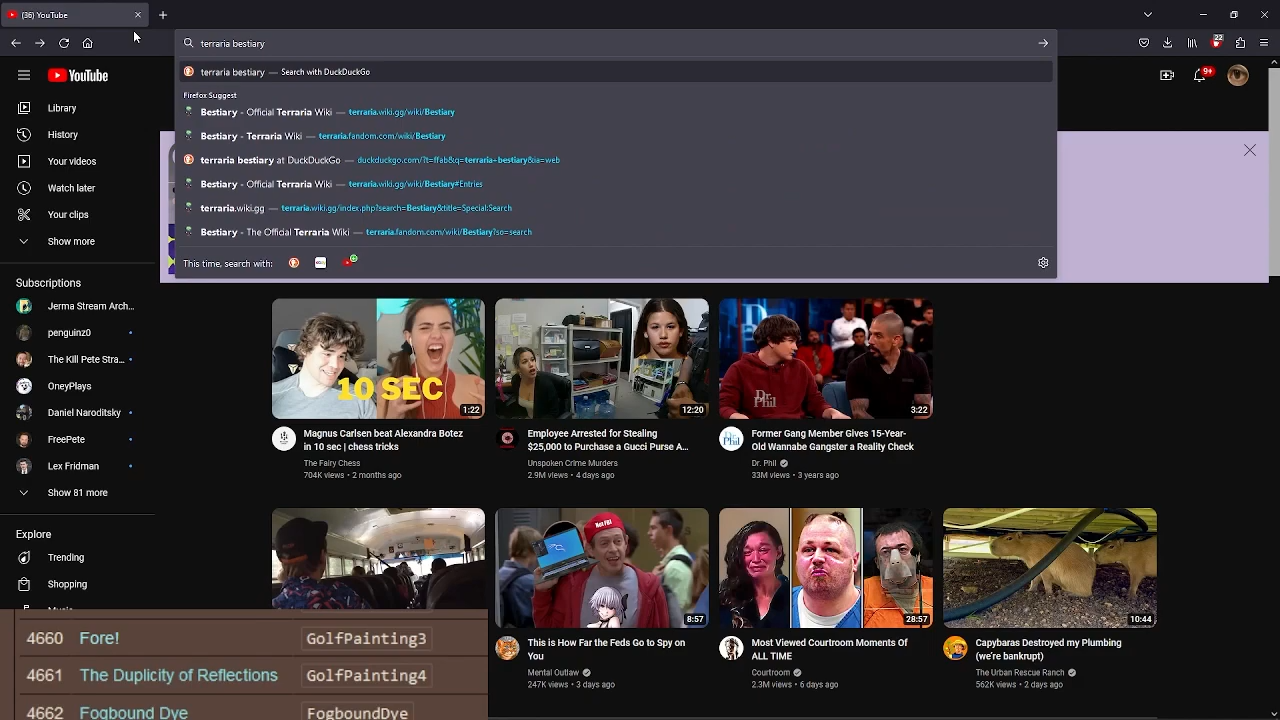 (36) YouTube
terraria bestiary
22
terraria bestiary — Search with DuckDuckGo
YouTube
9+
Firefox Suggest
Bestiary - Official Terraria Wiki — terraria.wiki.gg/wiki/Bestiary
Bestiary - Terraria Wiki — terraria.fandom.com/wiki/Bestiary
terraria bestiary at DuckDuckGo — duckduckgo.com/?t=ffab&q=terraria+bestiary&ia=web
Bestiary - Official Terraria Wiki — terraria.wiki.gg/wiki/Bestiary#Entries
terraria.wiki.gg — terraria.wiki.gg/index.php?search=Bestiary&title=Special:Search
Bestiary - The Official Terraria Wiki — terraria.fandom.com/wiki/Bestiary?so=search
This time, search with:
Library
History
Your videos
Watch later
Your clips
Show more
Subscriptions
Jerma Stream Arch...
penguinz0
The Kill Pete Stra...
OneyPlays
Daniel Naroditsky
FreePete
Lex Fridman
Show 81 more
Explore
Trending
Shopping
10 SEC
1:22
Magnus Carlsen beat Alexandra Botez
in 10 sec | chess tricks
The Fairy Chess
704K views • 2 months ago
12:20
Employee Arrested for Stealing
$25,000 to Purchase a Gucci Purse A...
Unspoken Crime Murders
2.9M views • 4 days ago
Dr. Phil
3:22
Former Gang Member Gives 15-Year-
Old Wannabe Gangster a Reality Check
Dr. Phil
33M views • 3 years ago
8:57
This is How Far the Feds Go to Spy on
You
Mental Outlaw
247K views • 3 days ago
28:57
Most Viewed Courtroom Moments Of
ALL TIME
Courtroom
2.3M views • 6 days ago
10:44
Capybaras Destroyed my Plumbing
(we're bankrupt)
The Urban Rescue Ranch
562K views • 2 days ago
4660 Fore! GolfPainting3
4661 The Duplicity of Reflections GolfPainting4
4662 Fogbound Dye FogboundDye